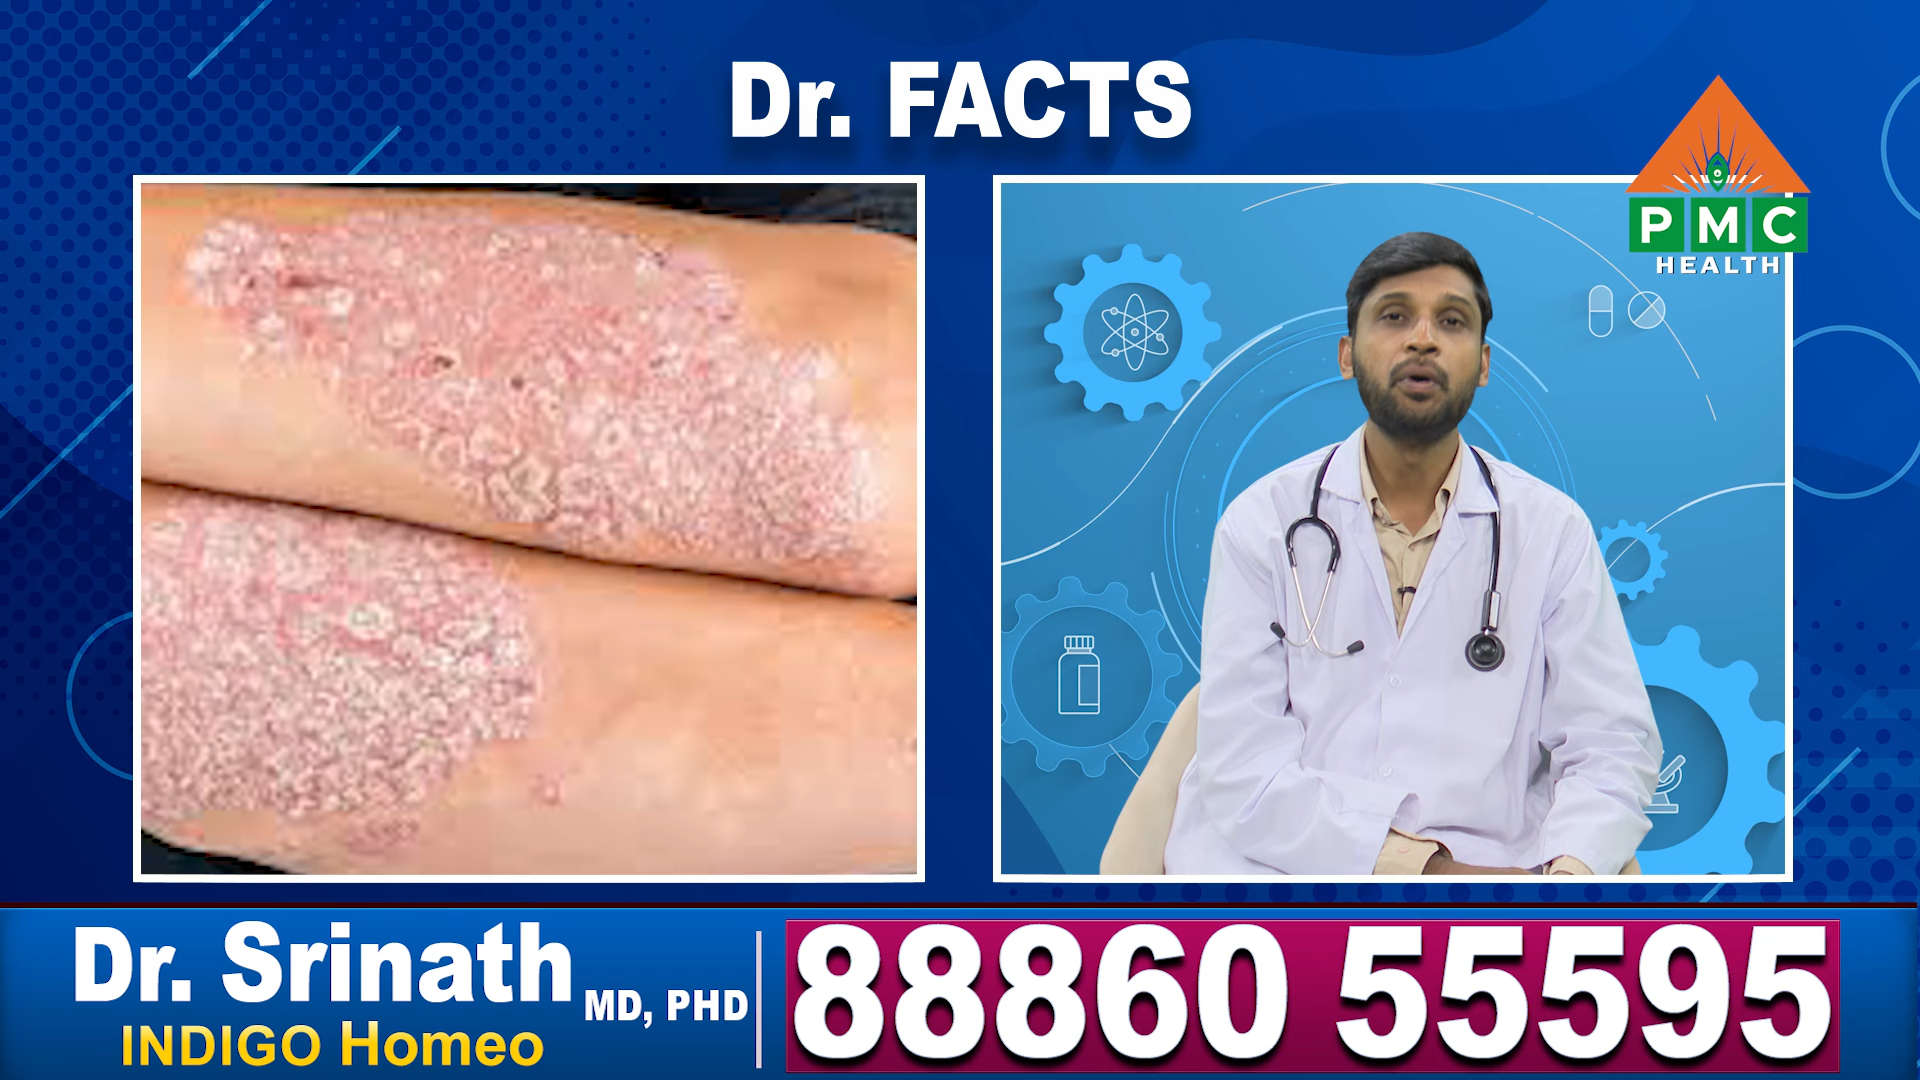 Dr. FACTS
PMC
HEALTH
Dr. Srinath MD, PHD
INDIGO Homeo
88860 55595